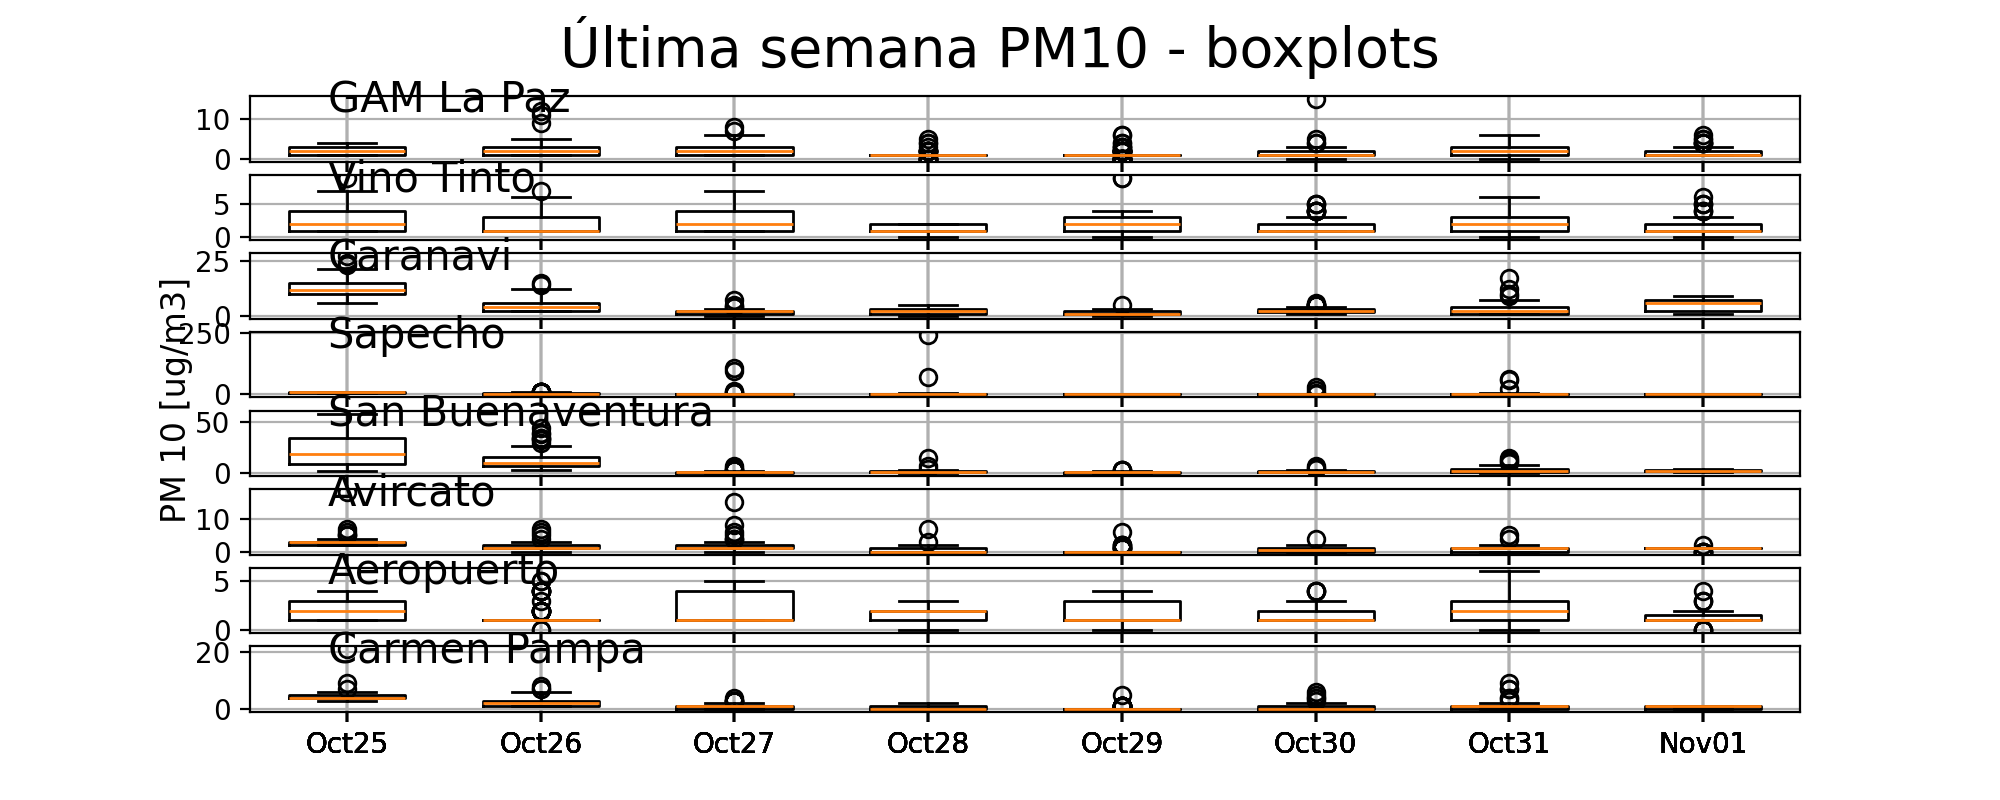 Última semana PM10 - boxplots
GAM La Paz
10
0
Vino Tinto
5
0
Caranavi
25
0
Sapecho
250
0
San Buenaventura
50
0
Avircato
10
0
Aeropuerto
5
0
Carmen Pampa
20
0
PM 10 [ug/m3]
Oct25 Oct26 Oct27 Oct28 Oct29 Oct30 Oct31 Nov01